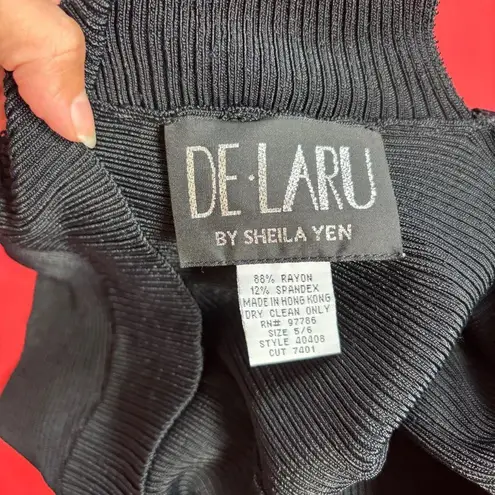 DE·LARU
BY SHEILA YEN
88% RAYON
12% SPANDEX
MADE IN HONG KONG
DRY CLEAN ONLY
RN# 97786
SIZE 5/6
STYLE 40408
CUT 7401